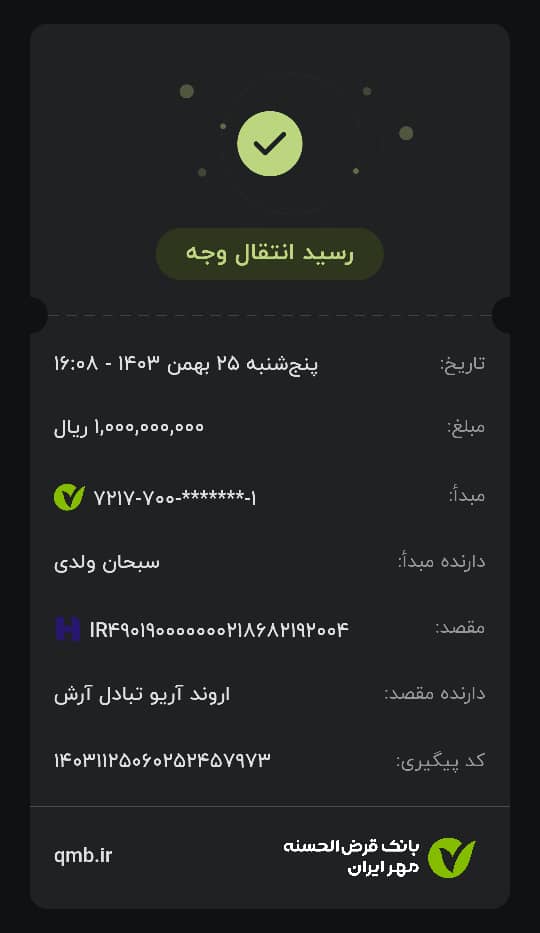 رسید انتقال وجه
تاریخ: پنج‌شنبه ۲۵ بهمن ۱۴۰۳ - ۱۶:۰۸
مبلغ: ۱,۰۰۰,۰۰۰,۰۰۰ ریال
مبدأ: ۷۲۱۷-۷۰۰-*******-۱
دارنده مبدأ: سبحان ولدی
مقصد: IR۴۹۰۱۹۰۰۰۰۰۰۰۰۲۱۸۶۸۲۱۹۲۰۰۴
دارنده مقصد: اروند آریو تبادل آرش
کد پیگیری: ۱۴۰۳۱۱۲۵۰۶۰۲۵۲۴۵۷۹۷۳
بانک قرض‌الحسنه
مهر ایران
qmb.ir